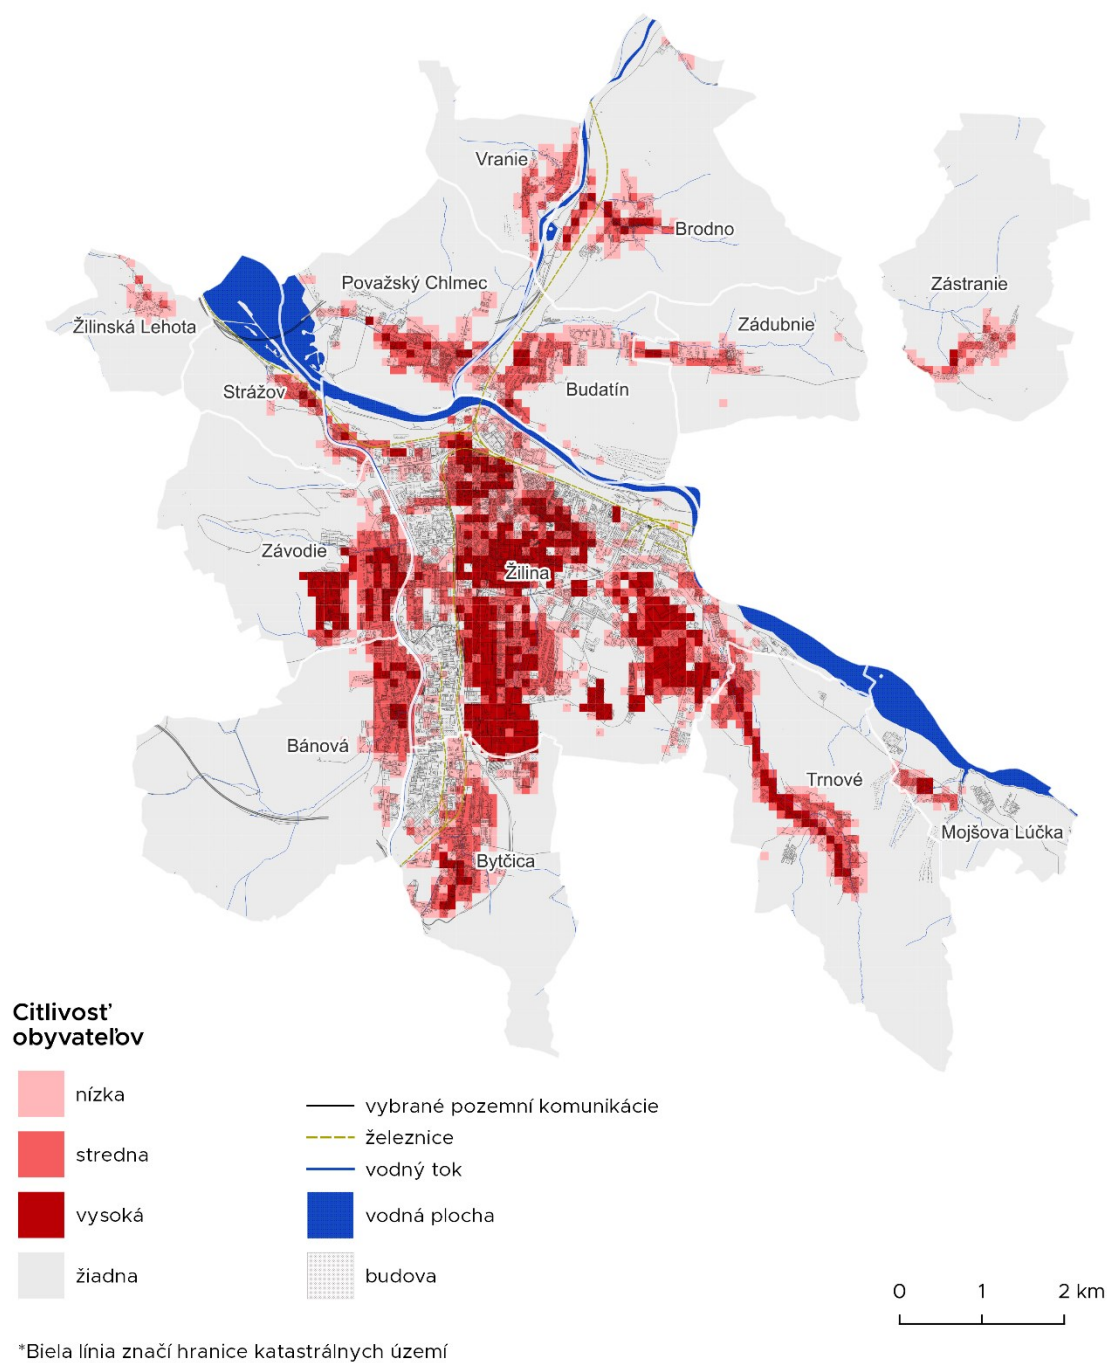 Vranie
Brodno
Považský Chlmec
Zástranie
Žilinská Lehota
Zádubnie
Strážov
Budatín
Závodie
Žilina
Bánová
Trnové
Mojšova Lúčka
Bytčica
Citlivosť
obyvateľov
nízka
stredna
vysoká
žiadna
vybrané pozemní komunikácie
železnice
vodný tok
vodná plocha
budova
0 1 2 km
*Biela línia značí hranice katastrálnych území